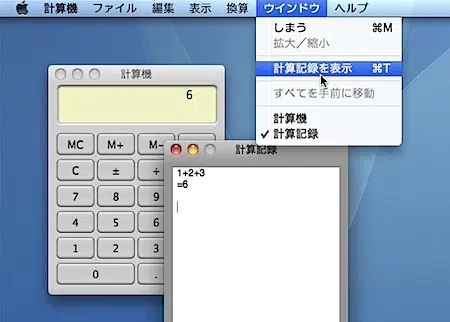 計算機 ファイル 編集 表示 換算 ウインドウ ヘルプ
しまう ⌘M
拡大／縮小
計算記録を表示 ⌘T
すべてを手前に移動
計算機
✓ 計算記録
計算機
6
MC M+ M-
C ± ÷
7 8 9
4 5 6
1 2 3
0 .
計算記録
1+2+3
=6